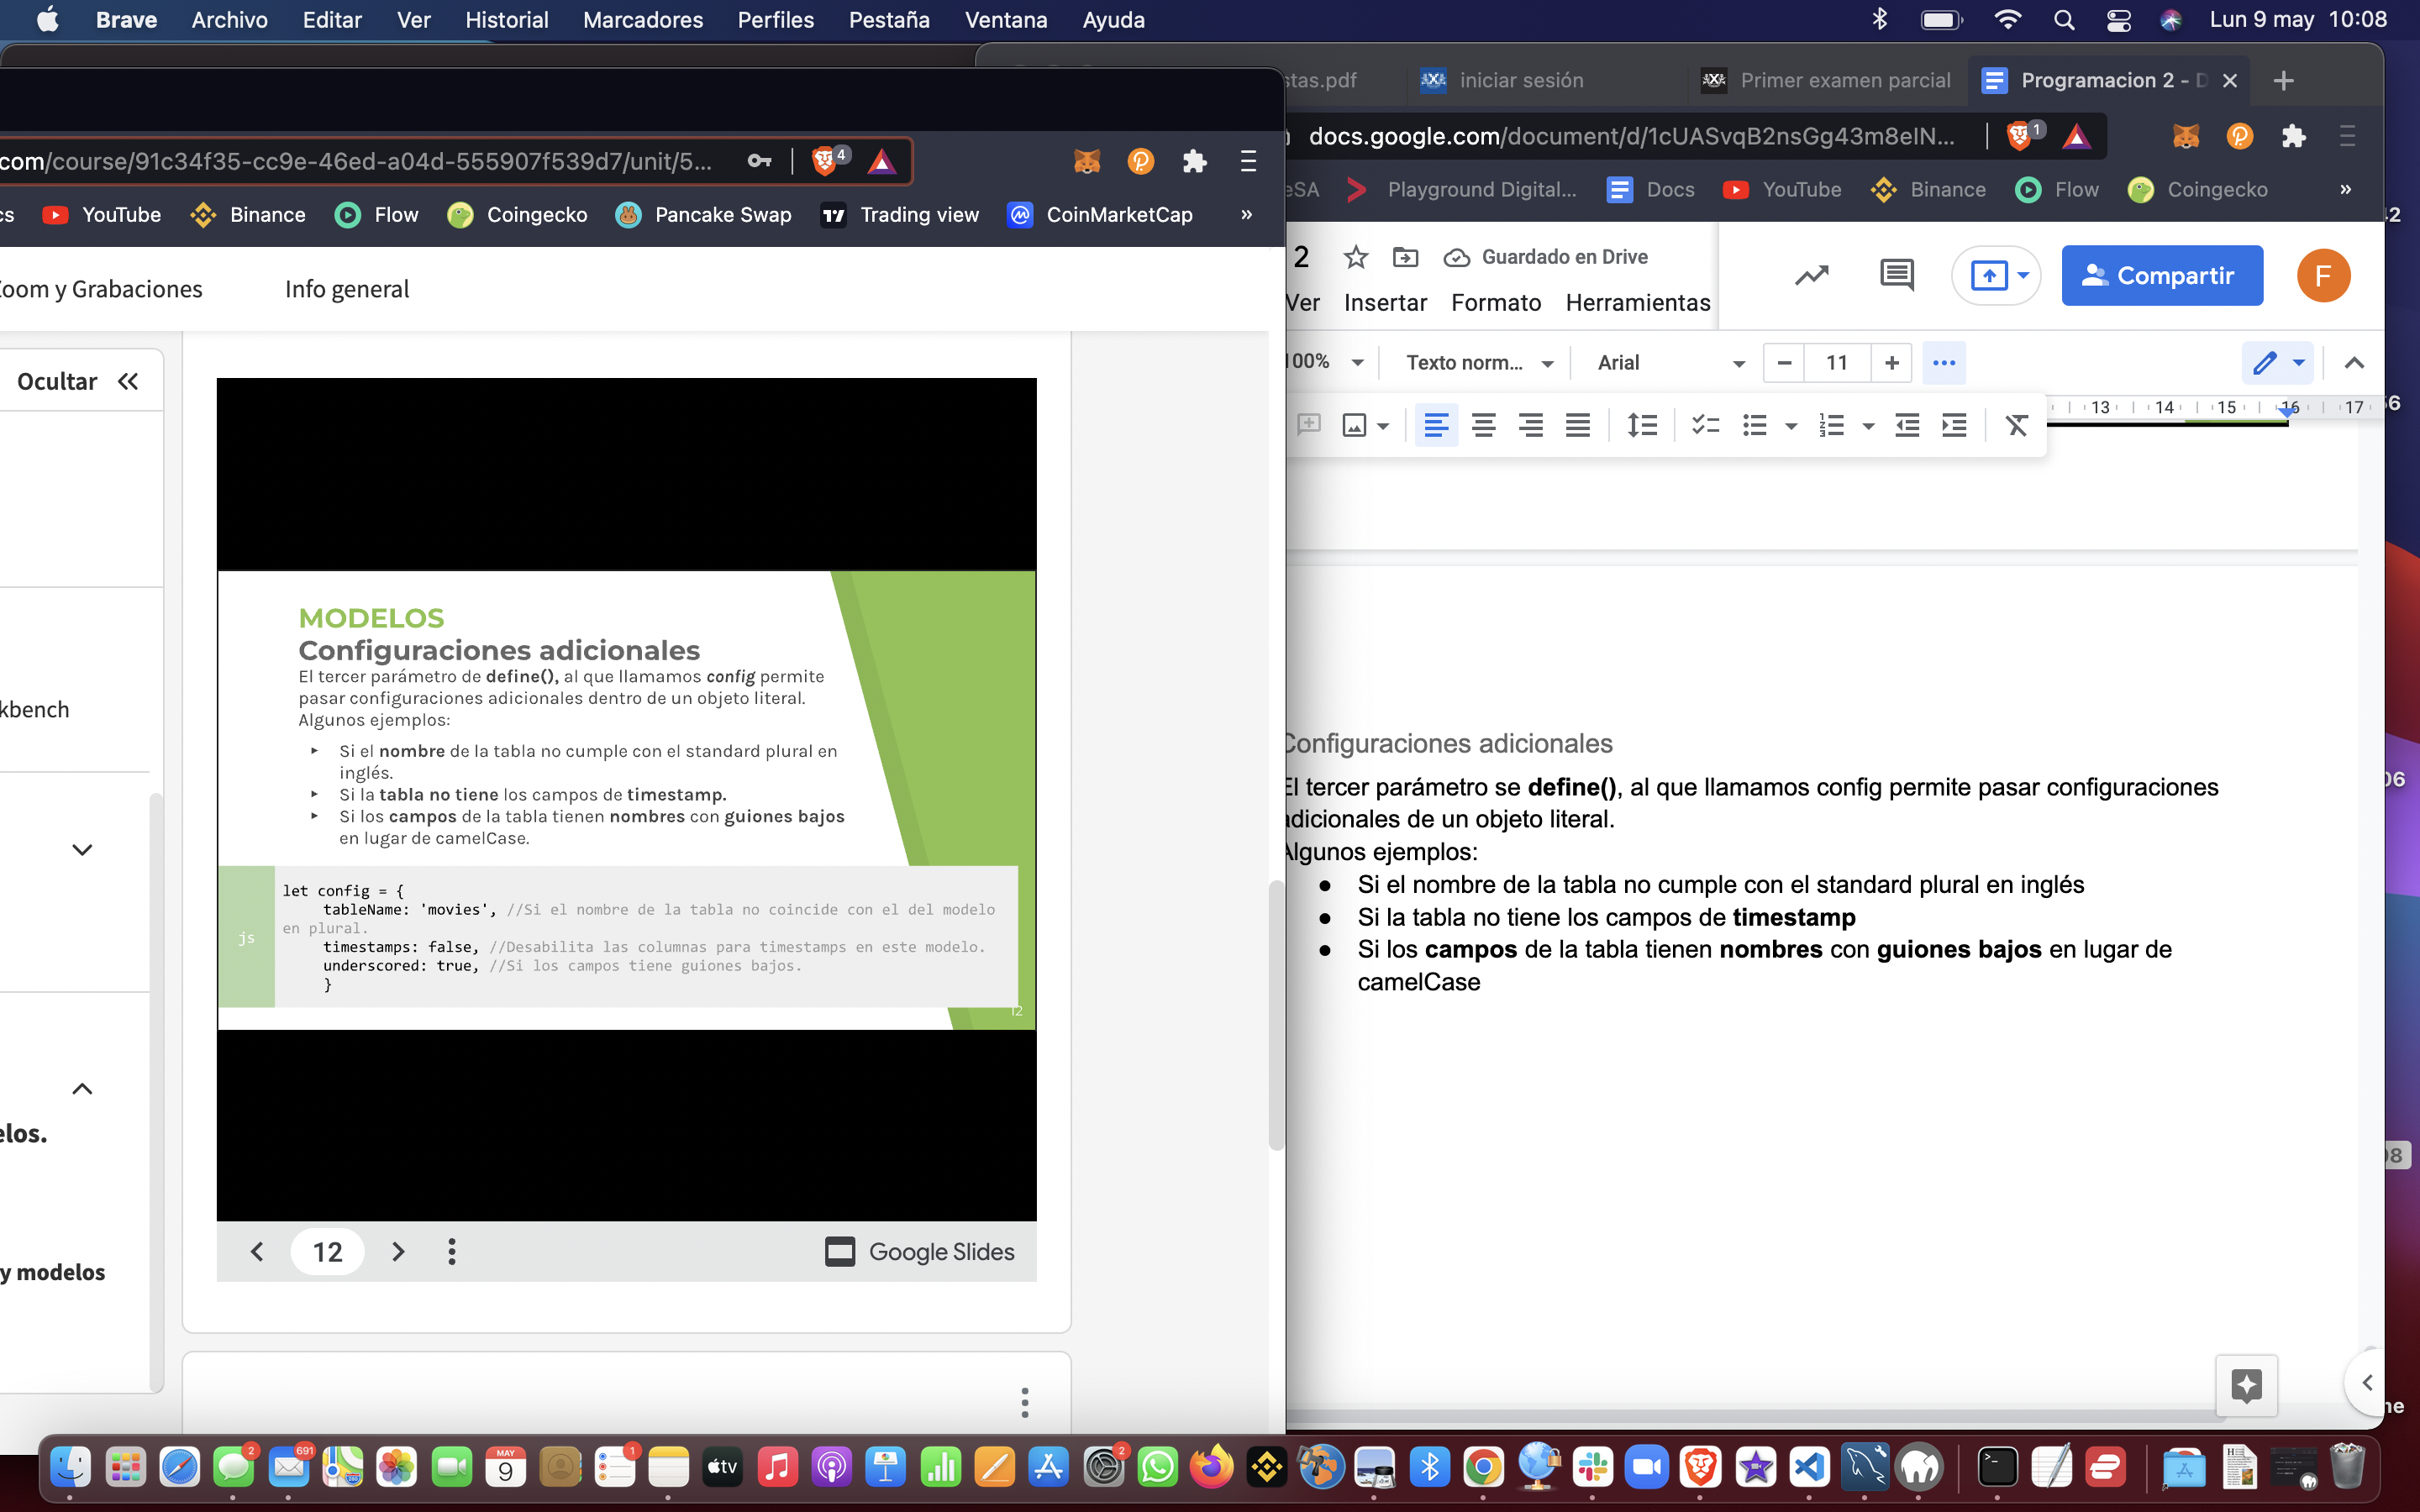 Brave Archivo Editar Ver Historial Marcadores Perfiles Pestaña Ventana Ayuda
Lun 9 may 10:08
stas.pdf iniciar sesión Primer examen parcial Programacion 2 - D
com/course/91c34f35-cc9e-46ed-a04d-555907f539d7/unit/5... 4
docs.google.com/document/d/1cUASvqB2nsGg43m8eIN... 1
cs YouTube Binance Flow Coingecko Pancake Swap Trading view CoinMarketCap »
eSA Playground Digital... Docs YouTube Binance Flow Coingecko »
Zoom y Grabaciones Info general
2 Guardado en Drive
Ver Insertar Formato Herramientas
Compartir
F
100% Texto norm... Arial 11
13 14 15 16 17
Ocultar
kbench
elos.
y modelos
MODELOS
Configuraciones adicionales
El tercer parámetro de define(), al que llamamos config permite
pasar configuraciones adicionales dentro de un objeto literal.
Algunos ejemplos:
Si el nombre de la tabla no cumple con el standard plural en
inglés.
Si la tabla no tiene los campos de timestamp.
Si los campos de la tabla tienen nombres con guiones bajos
en lugar de camelCase.
js
let config = {
tableName: 'movies', //Si el nombre de la tabla no coincide con el del modelo
en plural.
timestamps: false, //Desabilita las columnas para timestamps en este modelo.
underscored: true, //Si los campos tiene guiones bajos.
}
12
12
Google Slides
Configuraciones adicionales
El tercer parámetro se define(), al que llamamos config permite pasar configuraciones
adicionales de un objeto literal.
Algunos ejemplos:
● Si el nombre de la tabla no cumple con el standard plural en inglés
● Si la tabla no tiene los campos de timestamp
● Si los campos de la tabla tienen nombres con guiones bajos en lugar de
camelCase
2 691 MAY 9 1 tv 2